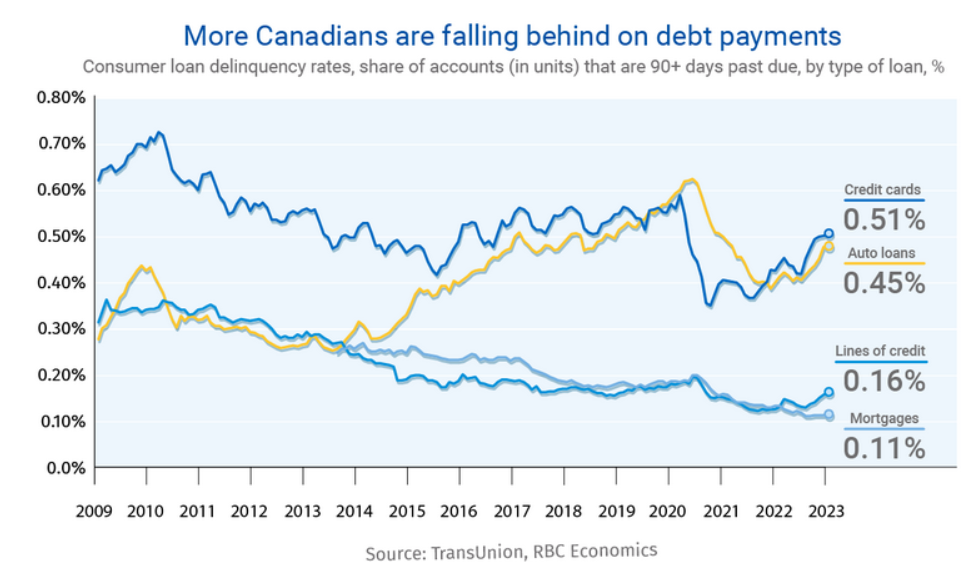 More Canadians are falling behind on debt payments
Consumer loan delinquency rates, share of accounts (in units) that are 90+ days past due, by type of loan, %
0.80%
0.70%
0.60%
0.50%
0.40%
0.30%
0.20%
0.10%
0.0%
Credit cards
0.51%
Auto loans
0.45%
Lines of credit
0.16%
Mortgages
0.11%
2009 2010 2011 2012 2013 2014 2015 2016 2017 2018 2019 2020 2021 2022 2023
Source: TransUnion, RBC Economics